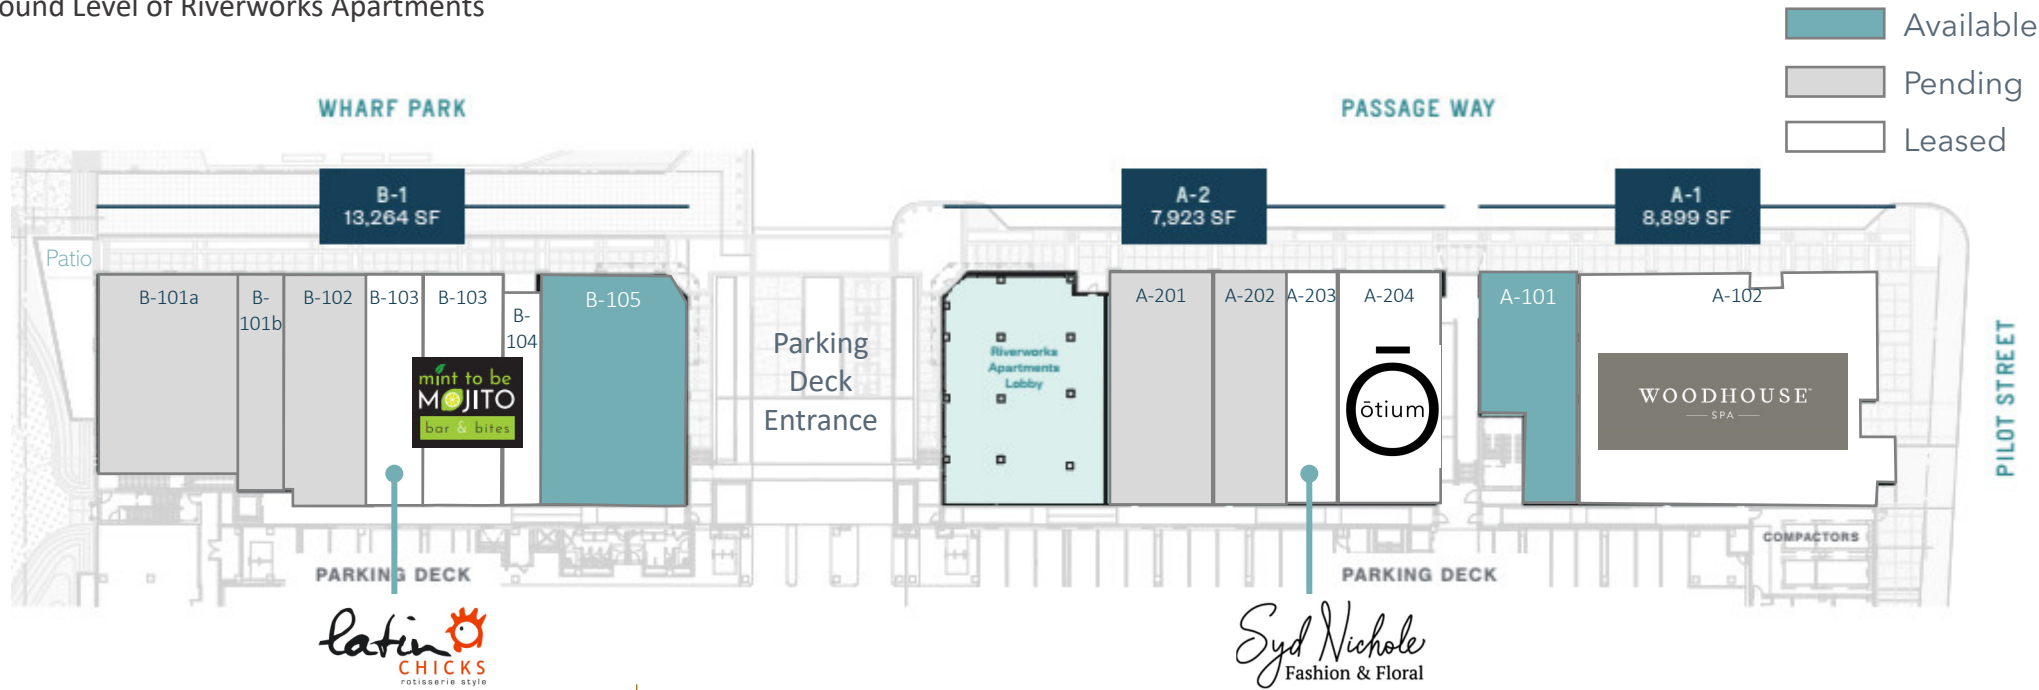 ound Level of Riverworks Apartments
Available
Pending
Leased
WHARF PARK
PASSAGE WAY
B-1
13,264 SF
A-2
7,923 SF
A-1
8,899 SF
Patio
B-101a
B-
101b
B-102
B-103
B-103
B-
104
B-105
mint to be
MOJITO
bar & bites
Parking
Deck
Entrance
Riverworks
Apartments
Lobby
A-201
A-202
A-203
A-204
ōtium
A-101
A-102
WOODHOUSE
SPA
PILOT STREET
COMPACTORS
PARKING DECK
PARKING DECK
latin
CHICKS
rotisserie style
Syd Nichole
Fashion & Floral